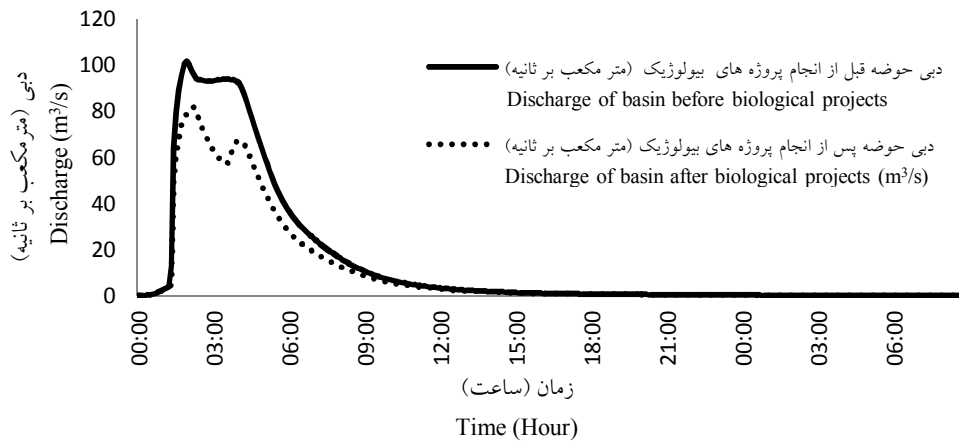 دبی (متر مکعب بر ثانیه)
Discharge (m³/s)
120
100
80
60
40
20
0
دبی حوضه قبل از انجام پروژه های بیولوژیک (متر مکعب بر ثانیه)
Discharge of basin before biological projects
دبی حوضه پس از انجام پروژه های بیولوژیک (متر مکعب بر ثانیه)
Discharge of basin after biological projects (m³/s)
00:00
03:00
06:00
09:00
12:00
15:00
18:00
21:00
00:00
03:00
06:00
زمان (ساعت)
Time (Hour)